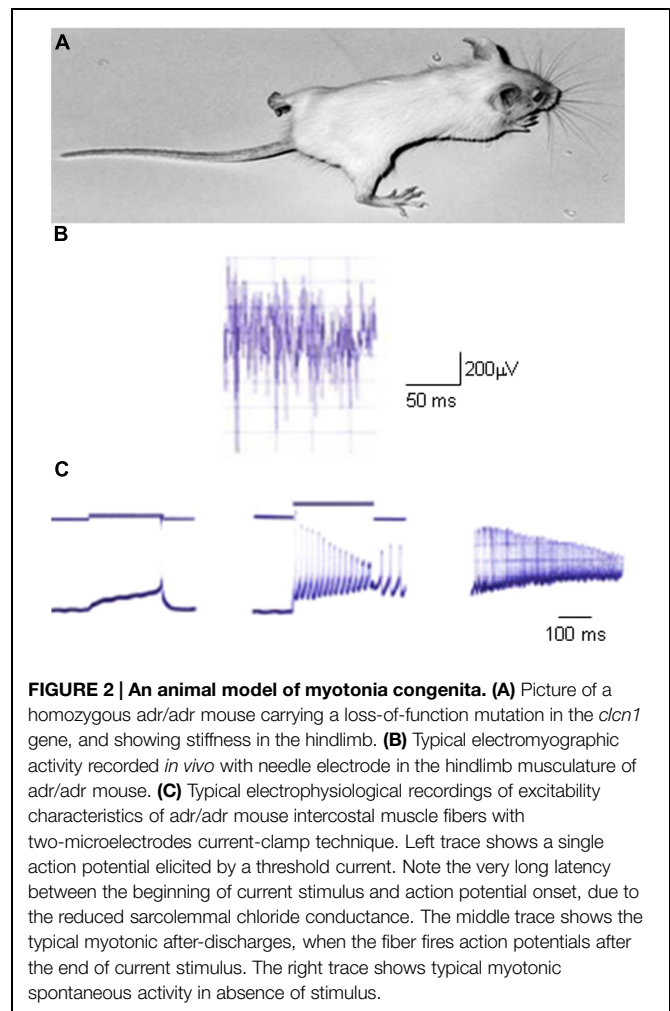 A
B
200µV
50 ms
C
100 ms
FIGURE 2 | An animal model of myotonia congenita. (A) Picture of a
homozygous adr/adr mouse carrying a loss-of-function mutation in the clcn1
gene, and showing stiffness in the hindlimb. (B) Typical electromyographic
activity recorded in vivo with needle electrode in the hindlimb musculature of
adr/adr mouse. (C) Typical electrophysiological recordings of excitability
characteristics of adr/adr mouse intercostal muscle fibers with
two-microelectrodes current-clamp technique. Left trace shows a single
action potential elicited by a threshold current. Note the very long latency
between the beginning of current stimulus and action potential onset, due to
the reduced sarcolemmal chloride conductance. The middle trace shows the
typical myotonic after-discharges, when the fiber fires action potentials after
the end of current stimulus. The right trace shows typical myotonic
spontaneous activity in absence of stimulus.